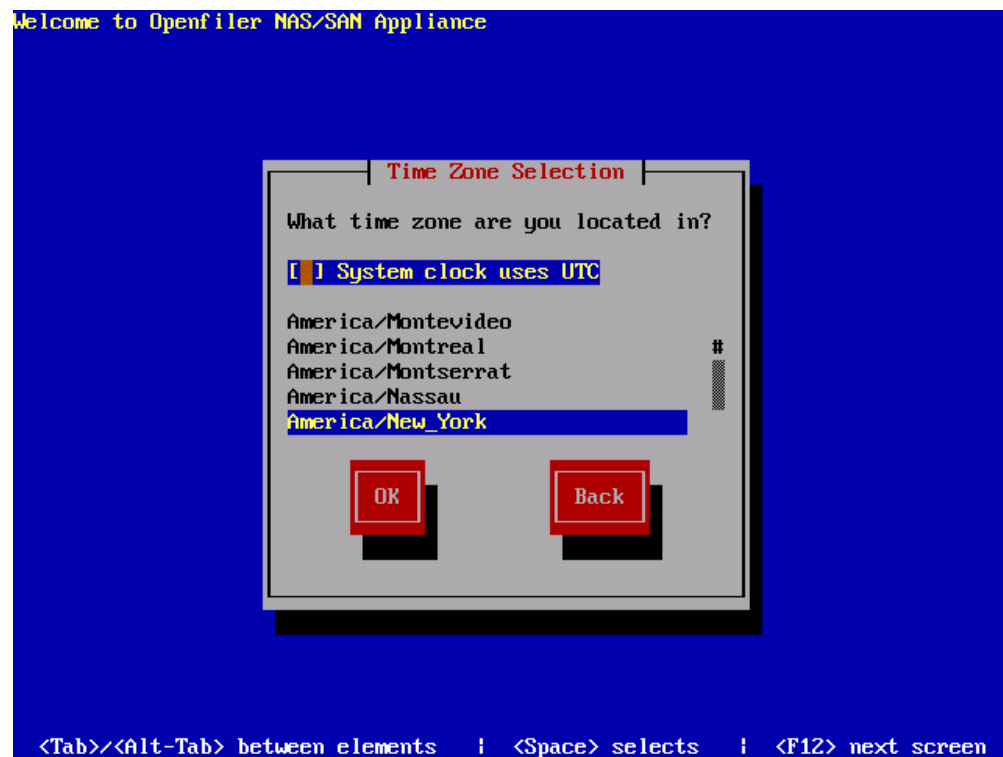 Welcome to Openfiler NAS/SAN Appliance
Time Zone Selection
What time zone are you located in?
[ ] System clock uses UTC
America/Montevideo
America/Montreal #
America/Montserrat
America/Nassau
America/New_York
OK Back
<Tab>/<Alt-Tab> between elements ¦ <Space> selects ¦ <F12> next screen